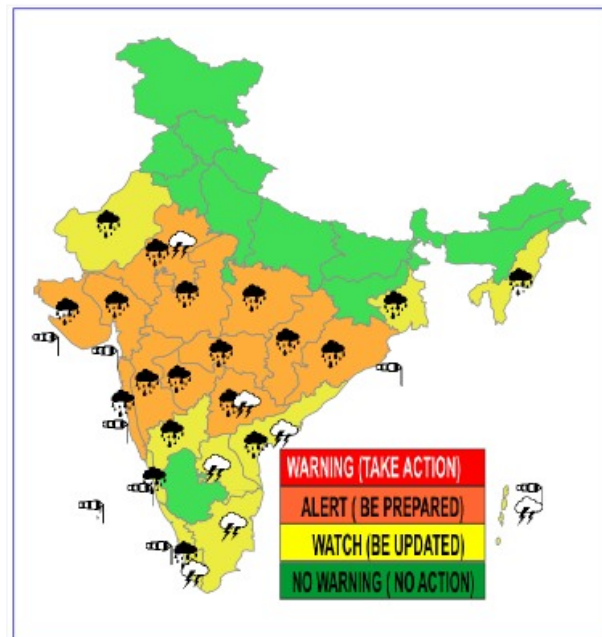 WARNING (TAKE ACTION)
ALERT ( BE PREPARED)
WATCH (BE UPDATED)
NO WARNING ( NO ACTION)